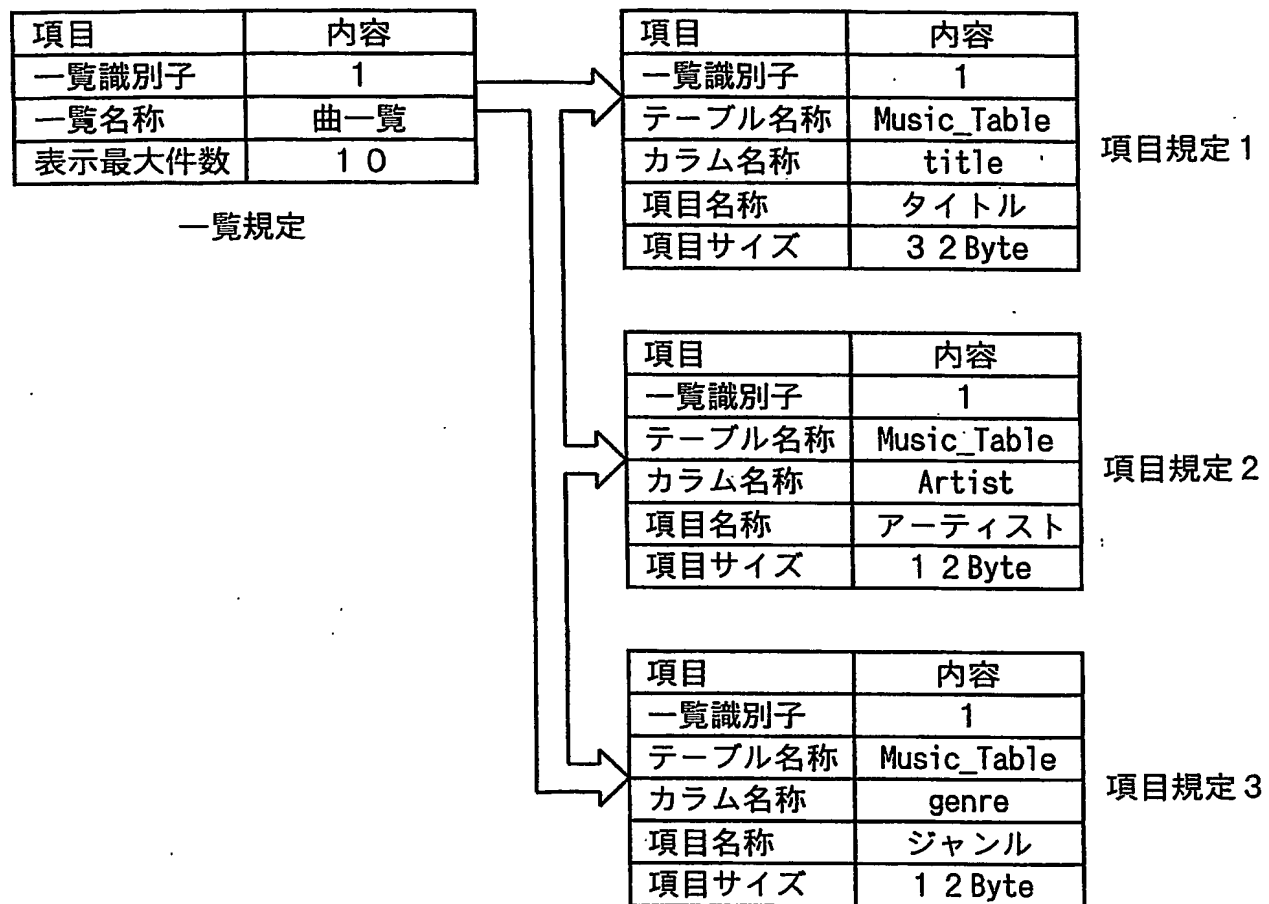 項目 内容
一覧識別子 1
一覧名称 曲一覧
表示最大件数 10
一覧規定
項目 内容
一覧識別子 1
テーブル名称 Music_Table
カラム名称 title
項目名称 タイトル
項目サイズ 32Byte
項目規定1
項目 内容
一覧識別子 1
テーブル名称 Music_Table
カラム名称 Artist
項目名称 アーティスト
項目サイズ 12Byte
項目規定2
項目 内容
一覧識別子 1
テーブル名称 Music_Table
カラム名称 genre
項目名称 ジャンル
項目サイズ 12Byte
項目規定3